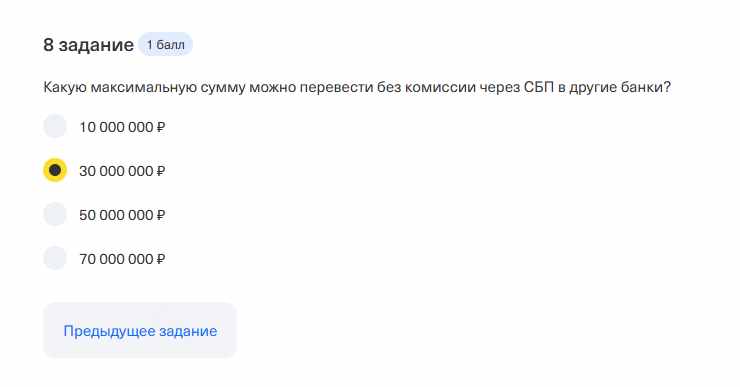 8 задание 1 балл
Какую максимальную сумму можно перевести без комиссии через СБП в другие банки?
10 000 000 ₽
30 000 000 ₽
50 000 000 ₽
70 000 000 ₽
Предыдущее задание